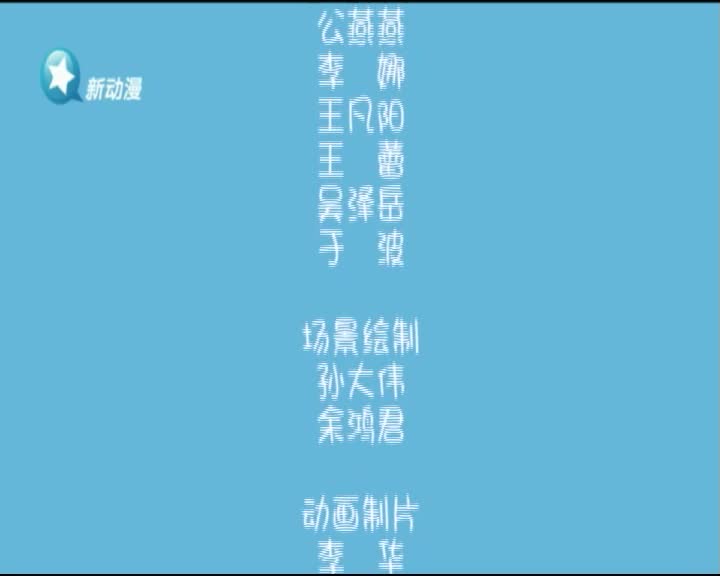 公燕燕
李 娜
新动漫
王凡阳
王 蕾
吴泽岳
于 波
场景绘制
孙大伟
余鸿君
动画制片
李 华